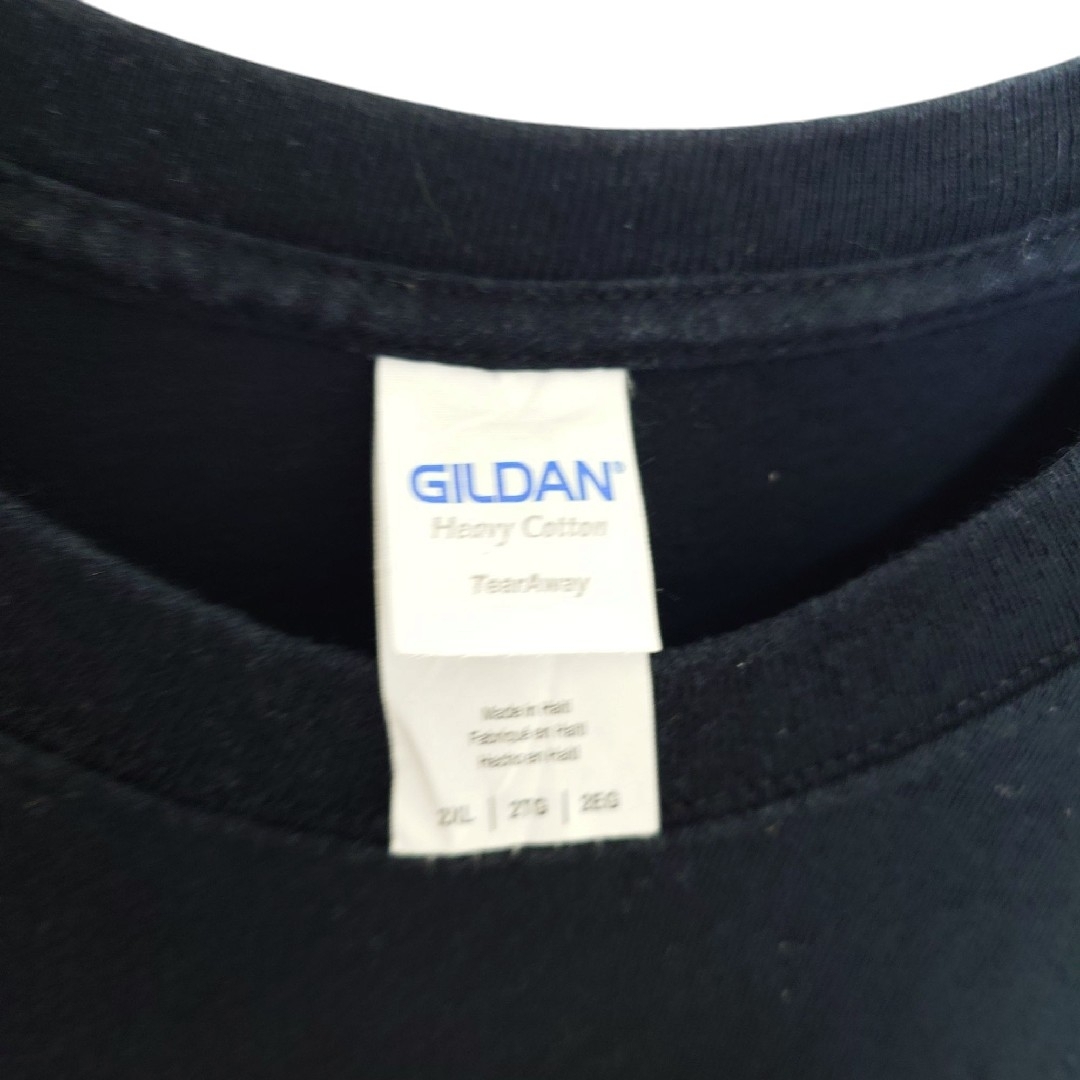 GILDAN®
Heavy Cotton
TearAway
Made in Haiti
Fabriqué en Haïti
Hecho en Haití
2XL | 2TG | 2EG